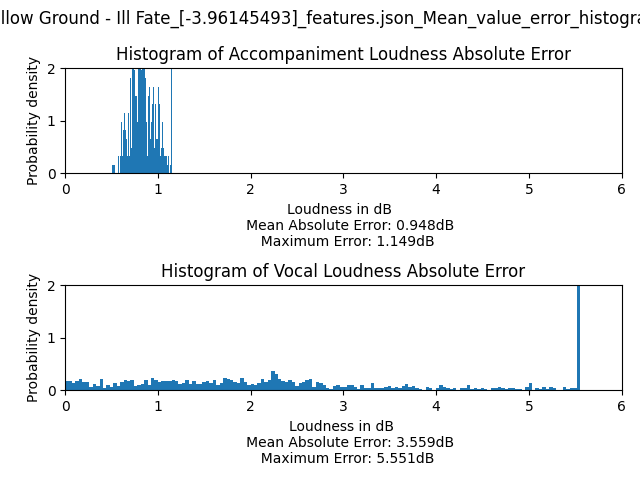 llow Ground - Ill Fate_[-3.96145493]_features.json_Mean_value_error_histogra
Histogram of Accompaniment Loudness Absolute Error
Probability density
2
1
0
0 1 2 3 4 5 6
Loudness in dB
Mean Absolute Error: 0.948dB
Maximum Error: 1.149dB
Histogram of Vocal Loudness Absolute Error
Probability density
2
1
0
0 1 2 3 4 5 6
Loudness in dB
Mean Absolute Error: 3.559dB
Maximum Error: 5.551dB